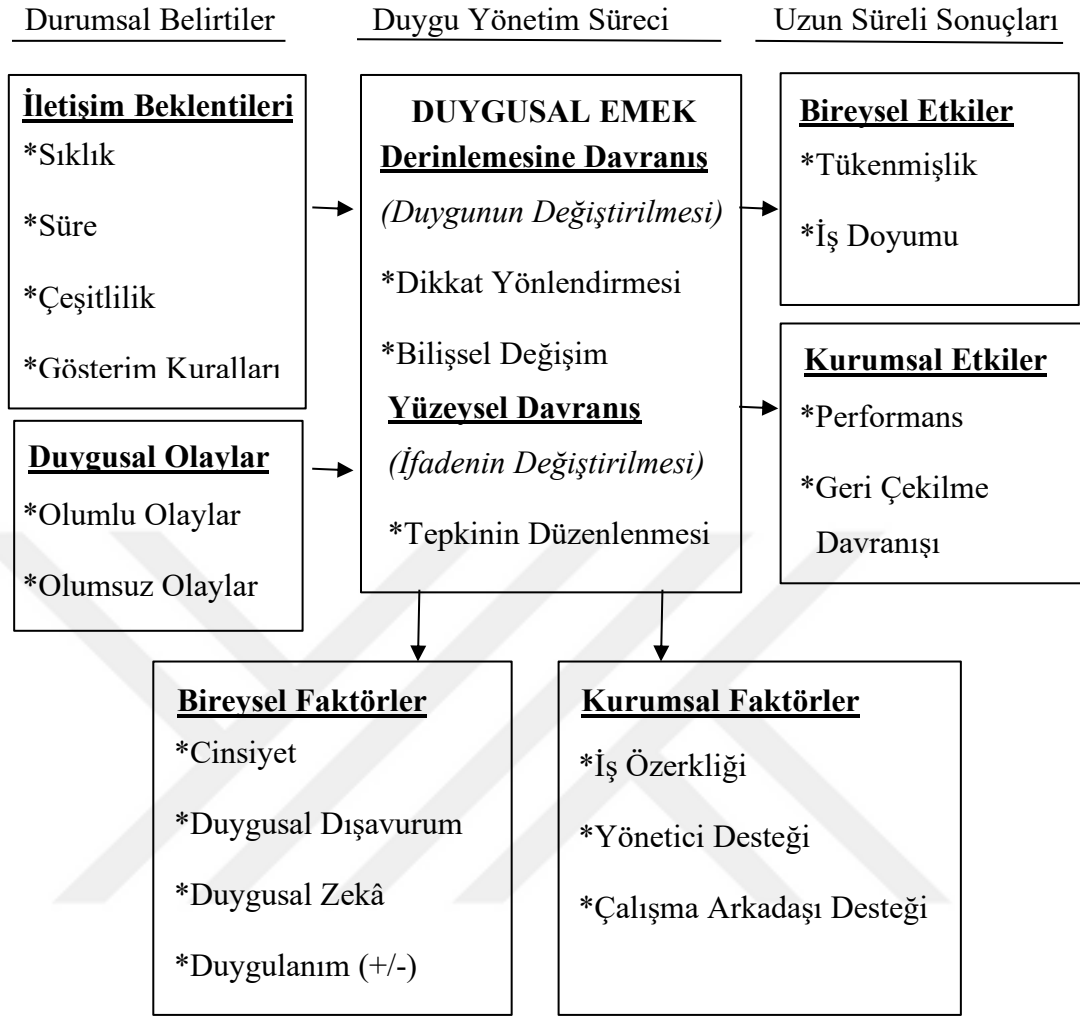 Durumsal Belirtiler
Duygu Yönetim Süreci
Uzun Süreli Sonuçları
İletişim Beklentileri
*Sıklık
*Süre
*Çeşitlilik
*Gösterim Kuralları
Duygusal Olaylar
*Olumlu Olaylar
*Olumsuz Olaylar
DUYGUSAL EMEK
Derinlemesine Davranış
(Duygunun Değiştirilmesi)
*Dikkat Yönlendirmesi
*Bilişsel Değişim
Yüzeysel Davranış
(İfadenin Değiştirilmesi)
*Tepkinin Düzenlenmesi
Bireysel Etkiler
*Tükenmişlik
*İş Doyumu
Kurumsal Etkiler
*Performans
*Geri Çekilme
Davranışı
Bireysel Faktörler
*Cinsiyet
*Duygusal Dışavurum
*Duygusal Zekâ
*Duygulanım (+/-)
Kurumsal Faktörler
*İş Özerkliği
*Yönetici Desteği
*Çalışma Arkadaşı Desteği